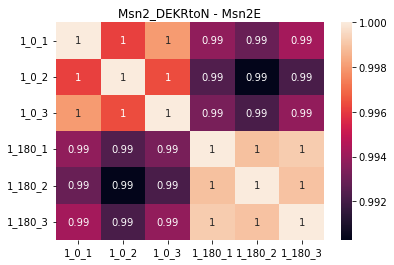 Msn2_DEKRtoN - Msn2E
1_0_1 1 1 1 0.99 0.99 0.99
1_0_2 1 1 1 0.99 0.99 0.99
1_0_3 1 1 1 0.99 0.99 0.99
1_180_1 0.99 0.99 0.99 1 1 1
1_180_2 0.99 0.99 0.99 1 1 1
1_180_3 0.99 0.99 0.99 1 1 1
1_0_1 1_0_2 1_0_3 1_180_1 1_180_2 1_180_3
1.000
0.998
0.996
0.994
0.992